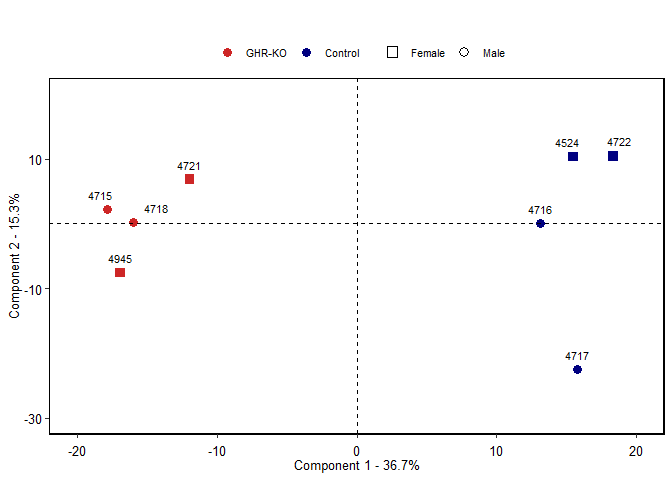 GHR-KO Control Female Male
4524 4722
4721
10
4715 4718 4716
4945
-10
4717
-30
Component 2 - 15.3%
-20 -10 0 10 20
Component 1 - 36.7%